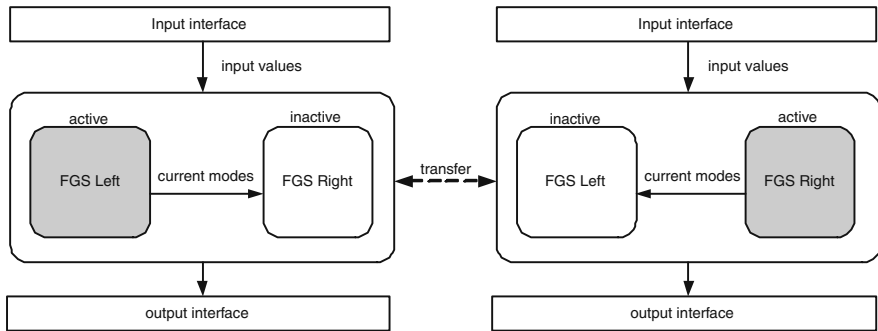 Input interface
Input interface
input values
input values
active
inactive
inactive
active
transfer
FGS Left
current modes
FGS Right
FGS Left
current modes
FGS Right
output interface
output interface